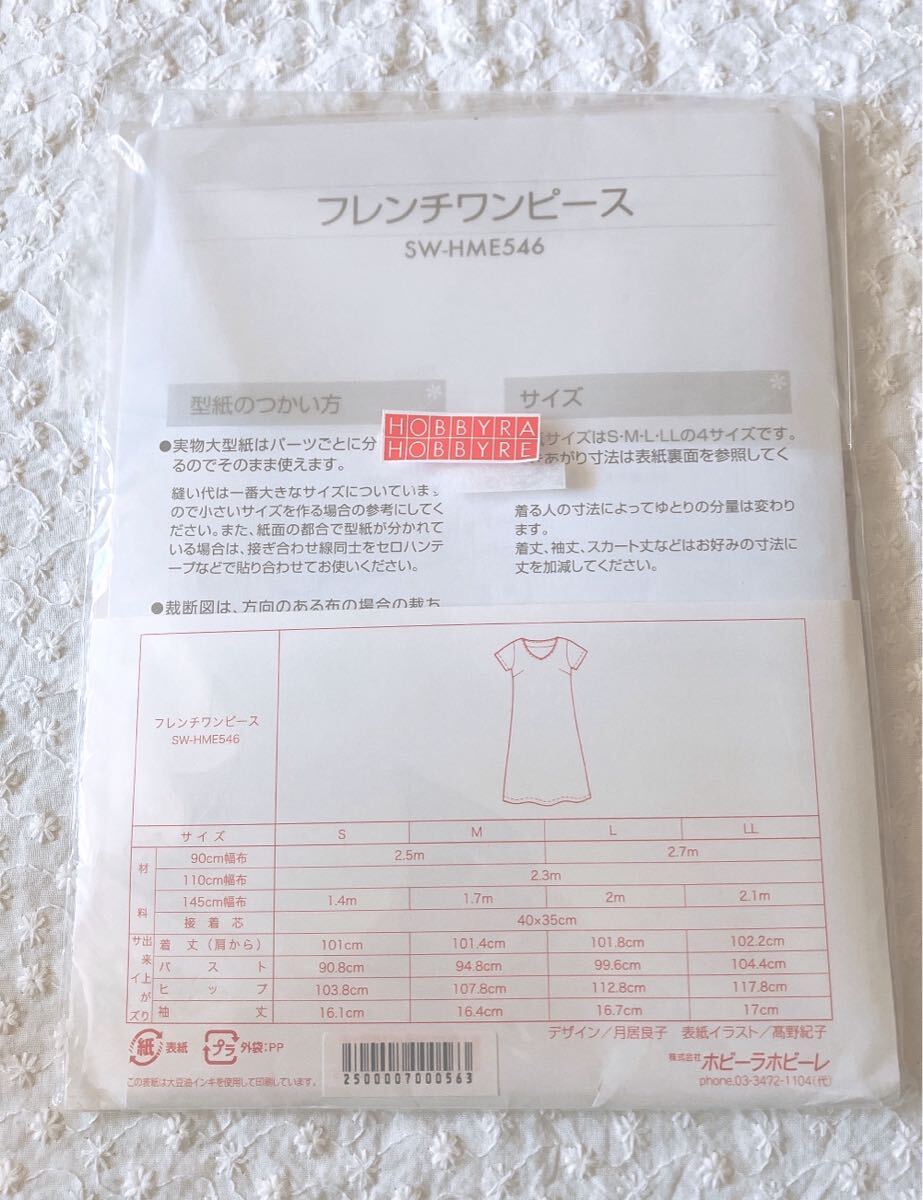 フレンチワンピース
SW-HME546
型紙のつかい方
●実物大型紙はパーツごとに分
るのでそのまま使えます。
縫い代は一番大きなサイズについています
ので小さいサイズを作る場合の参考にしてく
ださい。また、紙面の都合で型紙が分かれて
いる場合は、接ぎ合わせ線同士をセロハンテ
ープなどで貼り合わせてお使いください。
●裁断図は、方向のある布の場合の裁ち
サイズ
サイズはS・M・L・LLの4サイズです。
あがり寸法は表紙裏面を参照してく
着る人の寸法によってゆとりの分量は変わり
ます。
着丈、袖丈、スカート丈などはお好みの寸法に
丈を加減してください。
HOBBYRA
HOBBYRE
フレンチワンピース
SW-HME546
サイズ S M L LL
材料
90cm幅布 2.5m 2.7m
110cm幅布 2.3m
145cm幅布 1.4m 1.7m 2m 2.1m
接着芯 40×35cm
出来上がりサイズ
着丈(肩から) 101cm 101.4cm 101.8cm 102.2cm
バスト 90.8cm 94.8cm 99.6cm 104.4cm
ヒップ 103.8cm 107.8cm 112.8cm 117.8cm
袖丈 16.1cm 16.4cm 16.7cm 17cm
デザイン/月居良子 表紙イラスト/髙野紀子
紙 表紙 プラ 外袋:PP
この表紙は大豆油インキを使用して印刷しています。
2500007000563
株式会社ホビーラホビーレ
phone.03-3472-1104(代)